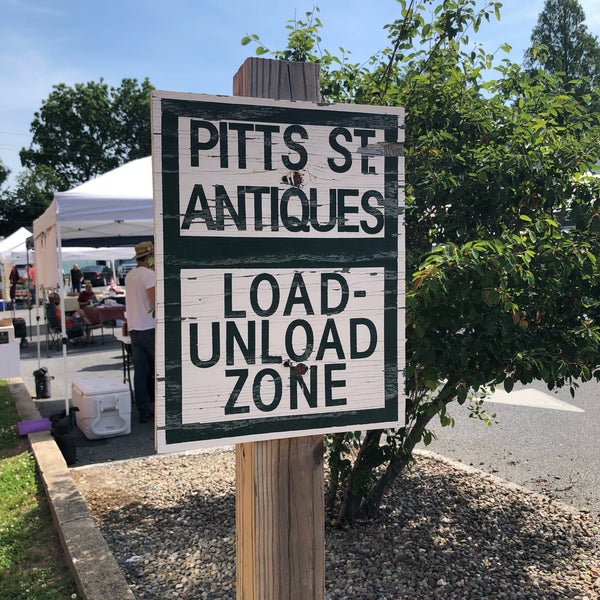 PITTS ST.
ANTIQUES
LOAD-
UNLOAD
ZONE